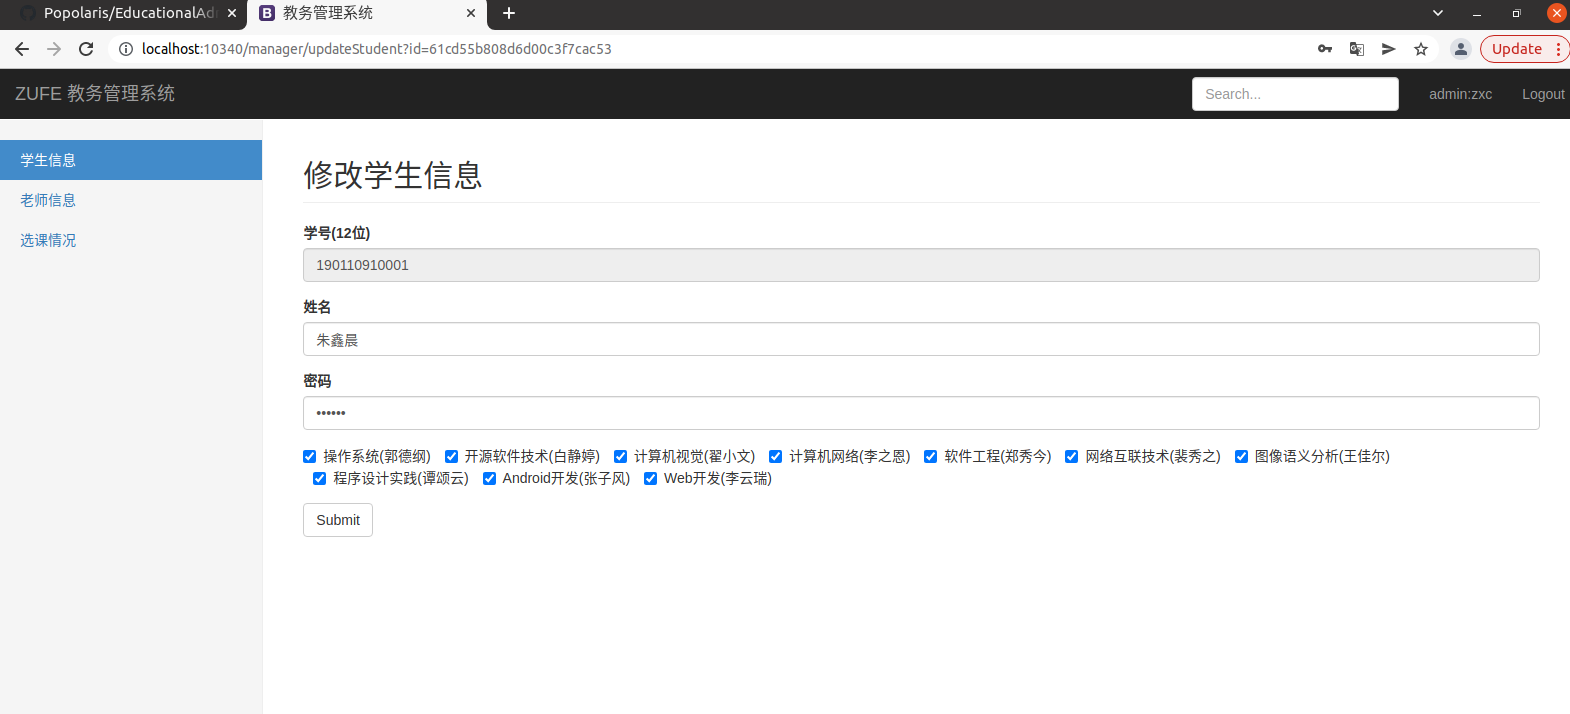 Popolaris/EducationalAd
教务管理系统
localhost:10340/manager/updateStudent?id=61cd55b808d6d00c3f7cac53
Update
ZUFE 教务管理系统
Search...
admin:zxc
Logout
学生信息
老师信息
选课情况
修改学生信息
学号(12位)
190110910001
姓名
朱鑫晨
密码
••••••
操作系统(郭德纲) 开源软件技术(白静婷) 计算机视觉(翟小文) 计算机网络(李之恩) 软件工程(郑秀今) 网络互联技术(裴秀之) 图像语义分析(王佳尔)
程序设计实践(谭颂云) Android开发(张子风) Web开发(李云瑞)
Submit